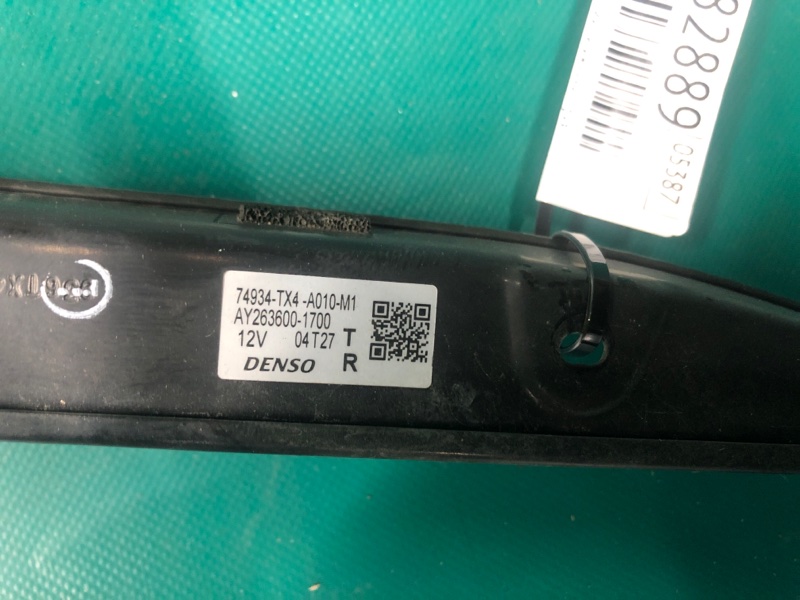 82889
05387
74934-TX4 -A010-M1
AY263600-1700
12V 04T27 T
DENSO R